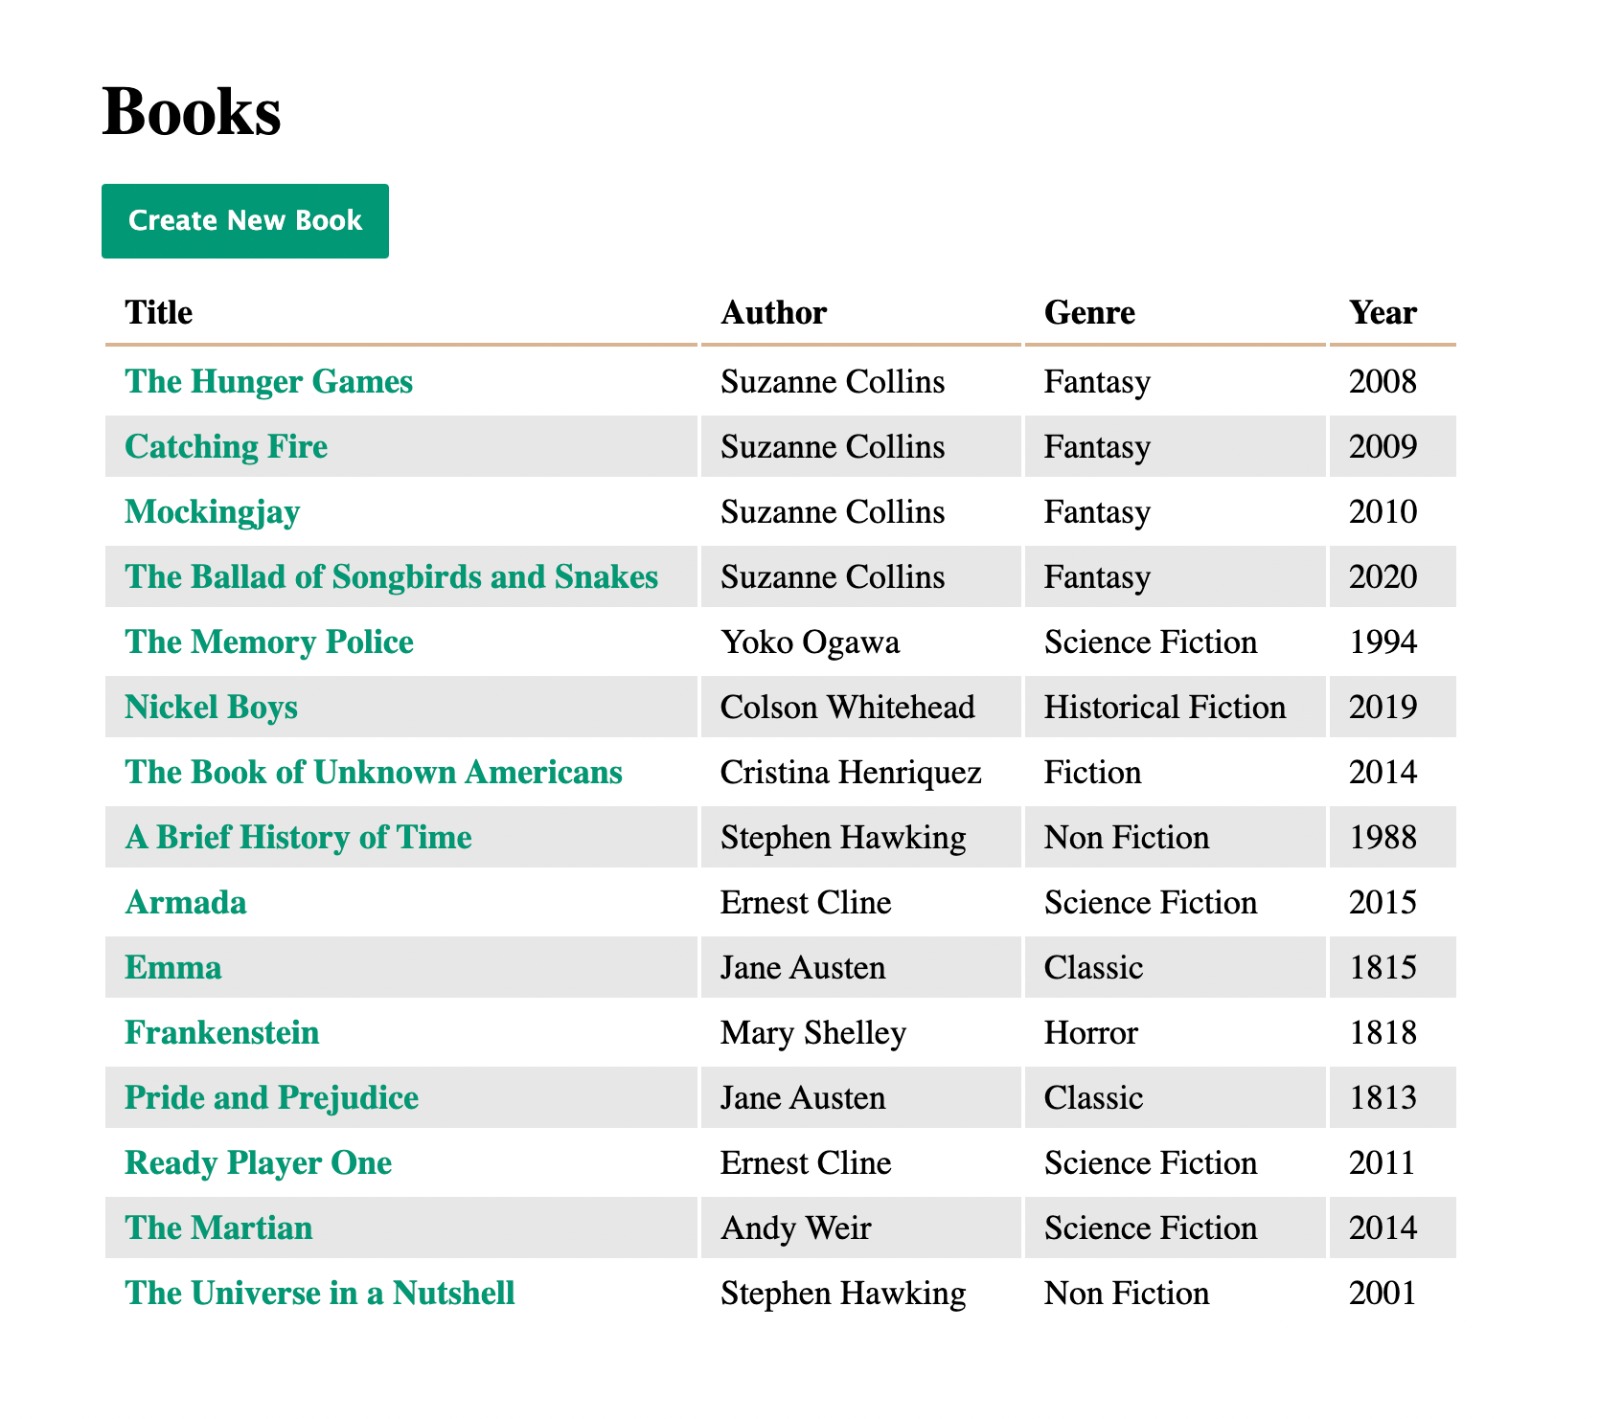 Books
Create New Book
Title Author Genre Year
The Hunger Games Suzanne Collins Fantasy 2008
Catching Fire Suzanne Collins Fantasy 2009
Mockingjay Suzanne Collins Fantasy 2010
The Ballad of Songbirds and Snakes Suzanne Collins Fantasy 2020
The Memory Police Yoko Ogawa Science Fiction 1994
Nickel Boys Colson Whitehead Historical Fiction 2019
The Book of Unknown Americans Cristina Henriquez Fiction 2014
A Brief History of Time Stephen Hawking Non Fiction 1988
Armada Ernest Cline Science Fiction 2015
Emma Jane Austen Classic 1815
Frankenstein Mary Shelley Horror 1818
Pride and Prejudice Jane Austen Classic 1813
Ready Player One Ernest Cline Science Fiction 2011
The Martian Andy Weir Science Fiction 2014
The Universe in a Nutshell Stephen Hawking Non Fiction 2001